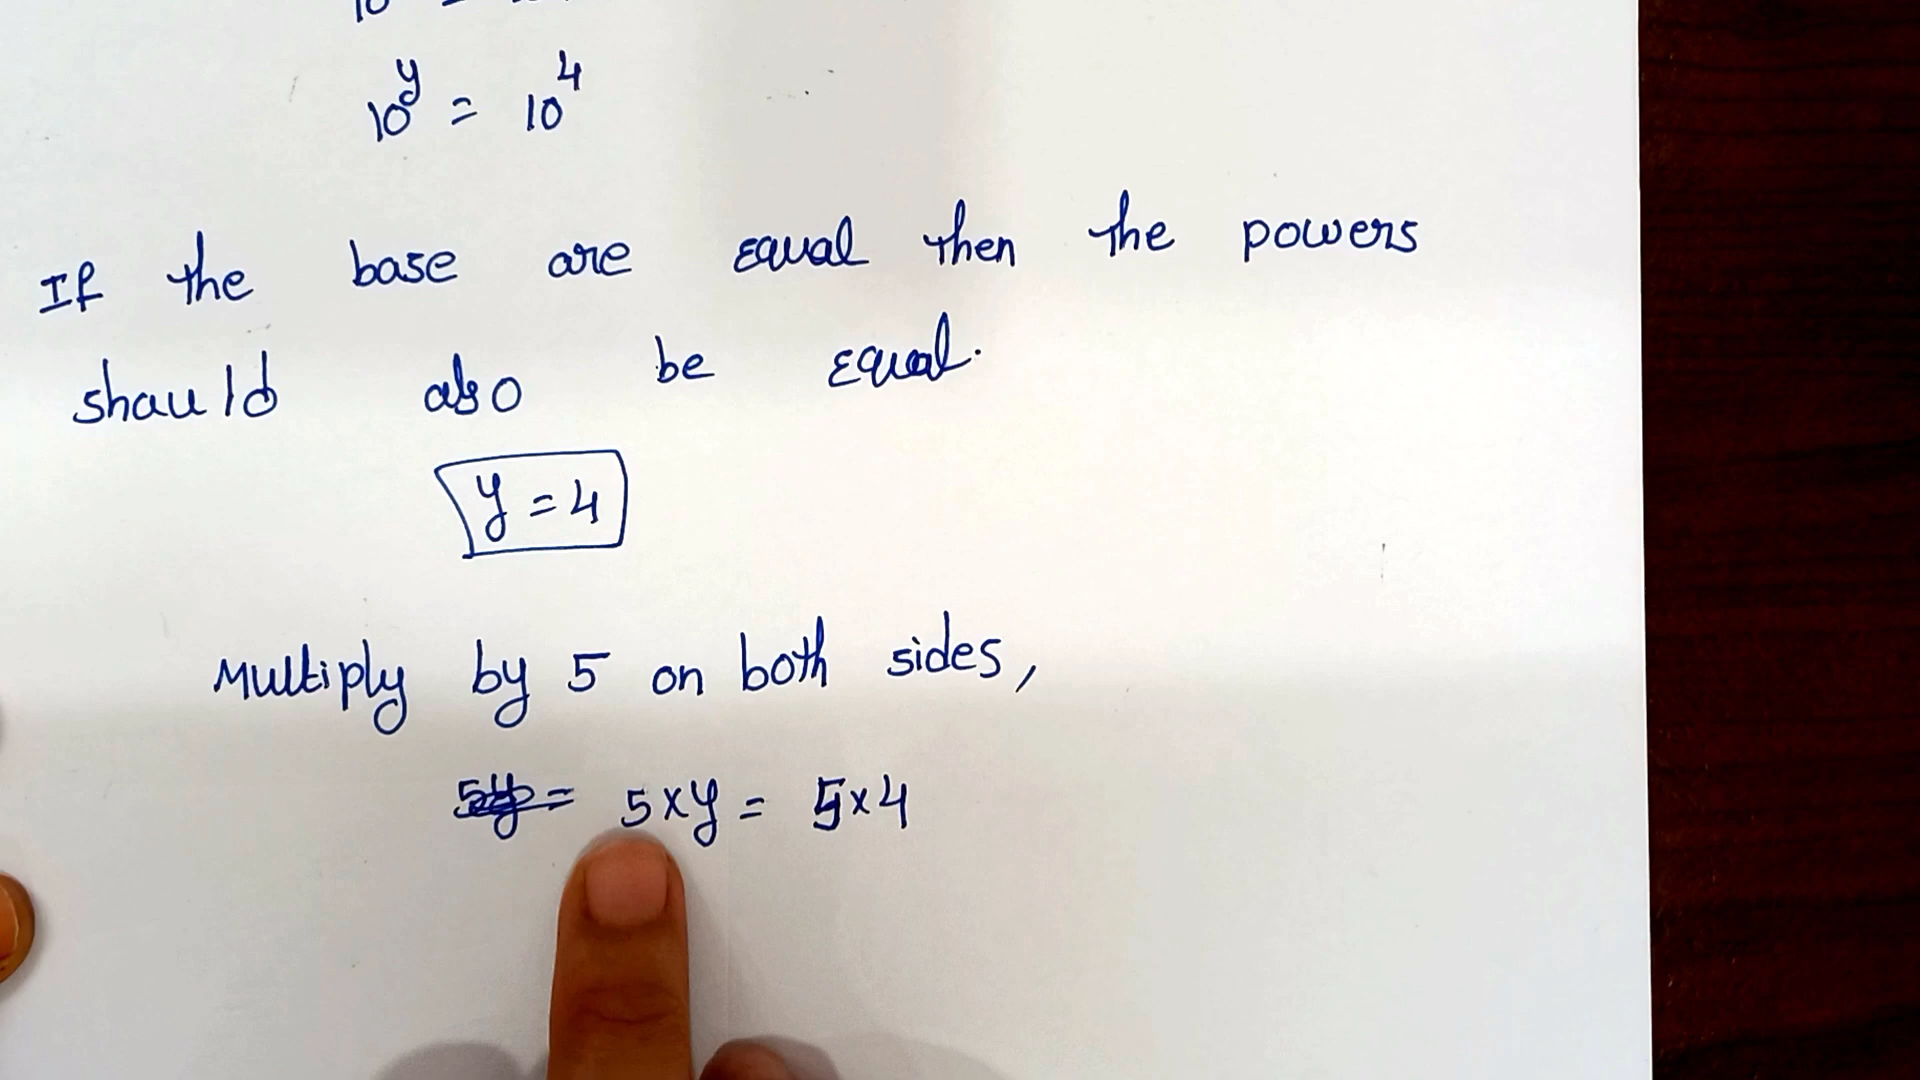 10^y = 10^4
If the base are equal then the powers
should also be equal.
y = 4
Multiply by 5 on both sides,
5xy = 5x4